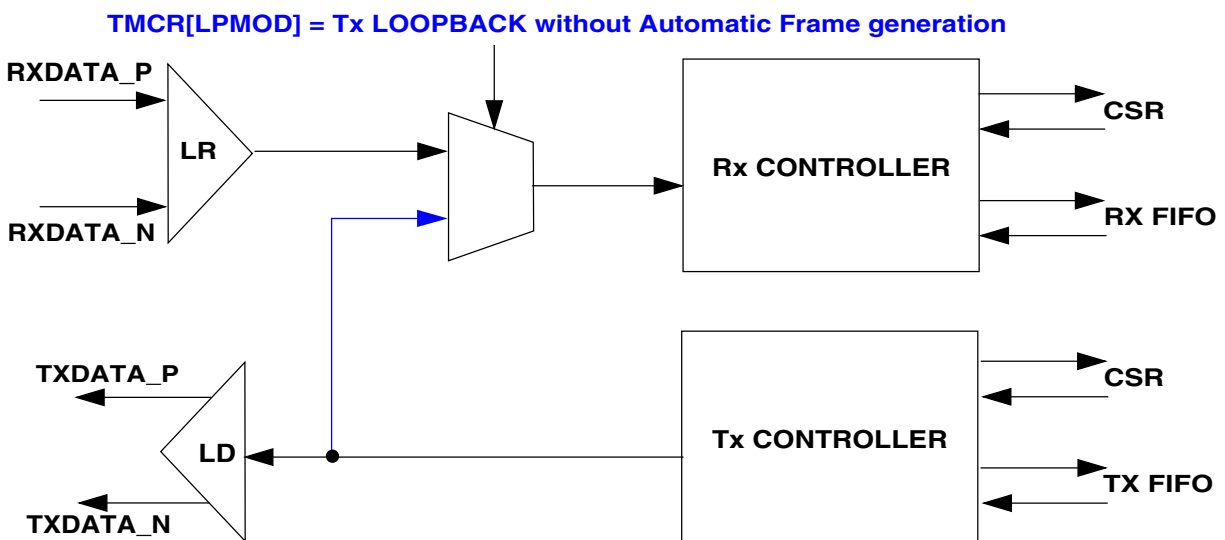 TMCR[LPMOD] = Tx LOOPBACK without Automatic Frame generation
RXDATA_P
LR
RXDATA_N
Rx CONTROLLER
CSR
RX FIFO
TXDATA_P
LD
TXDATA_N
Tx CONTROLLER
CSR
TX FIFO